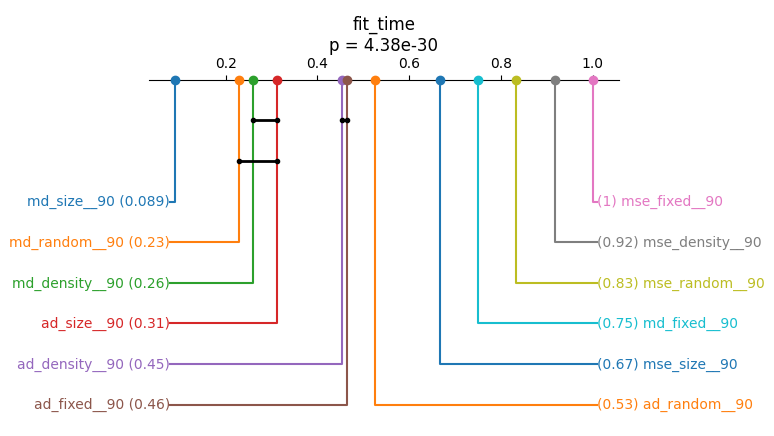 fit_time
p = 4.38e-30
0.2 0.4 0.6 0.8 1.0
md_size__90 (0.089) (1) mse_fixed__90
md_random__90 (0.23) (0.92) mse_density__90
md_density__90 (0.26) (0.83) mse_random__90
ad_size__90 (0.31) (0.75) md_fixed__90
ad_density__90 (0.45) (0.67) mse_size__90
ad_fixed__90 (0.46) (0.53) ad_random__90